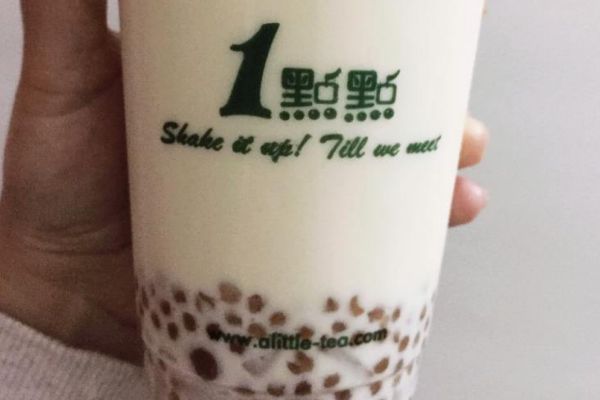 1點點
Shake it up! Till we meet
www.alittle-tea.com